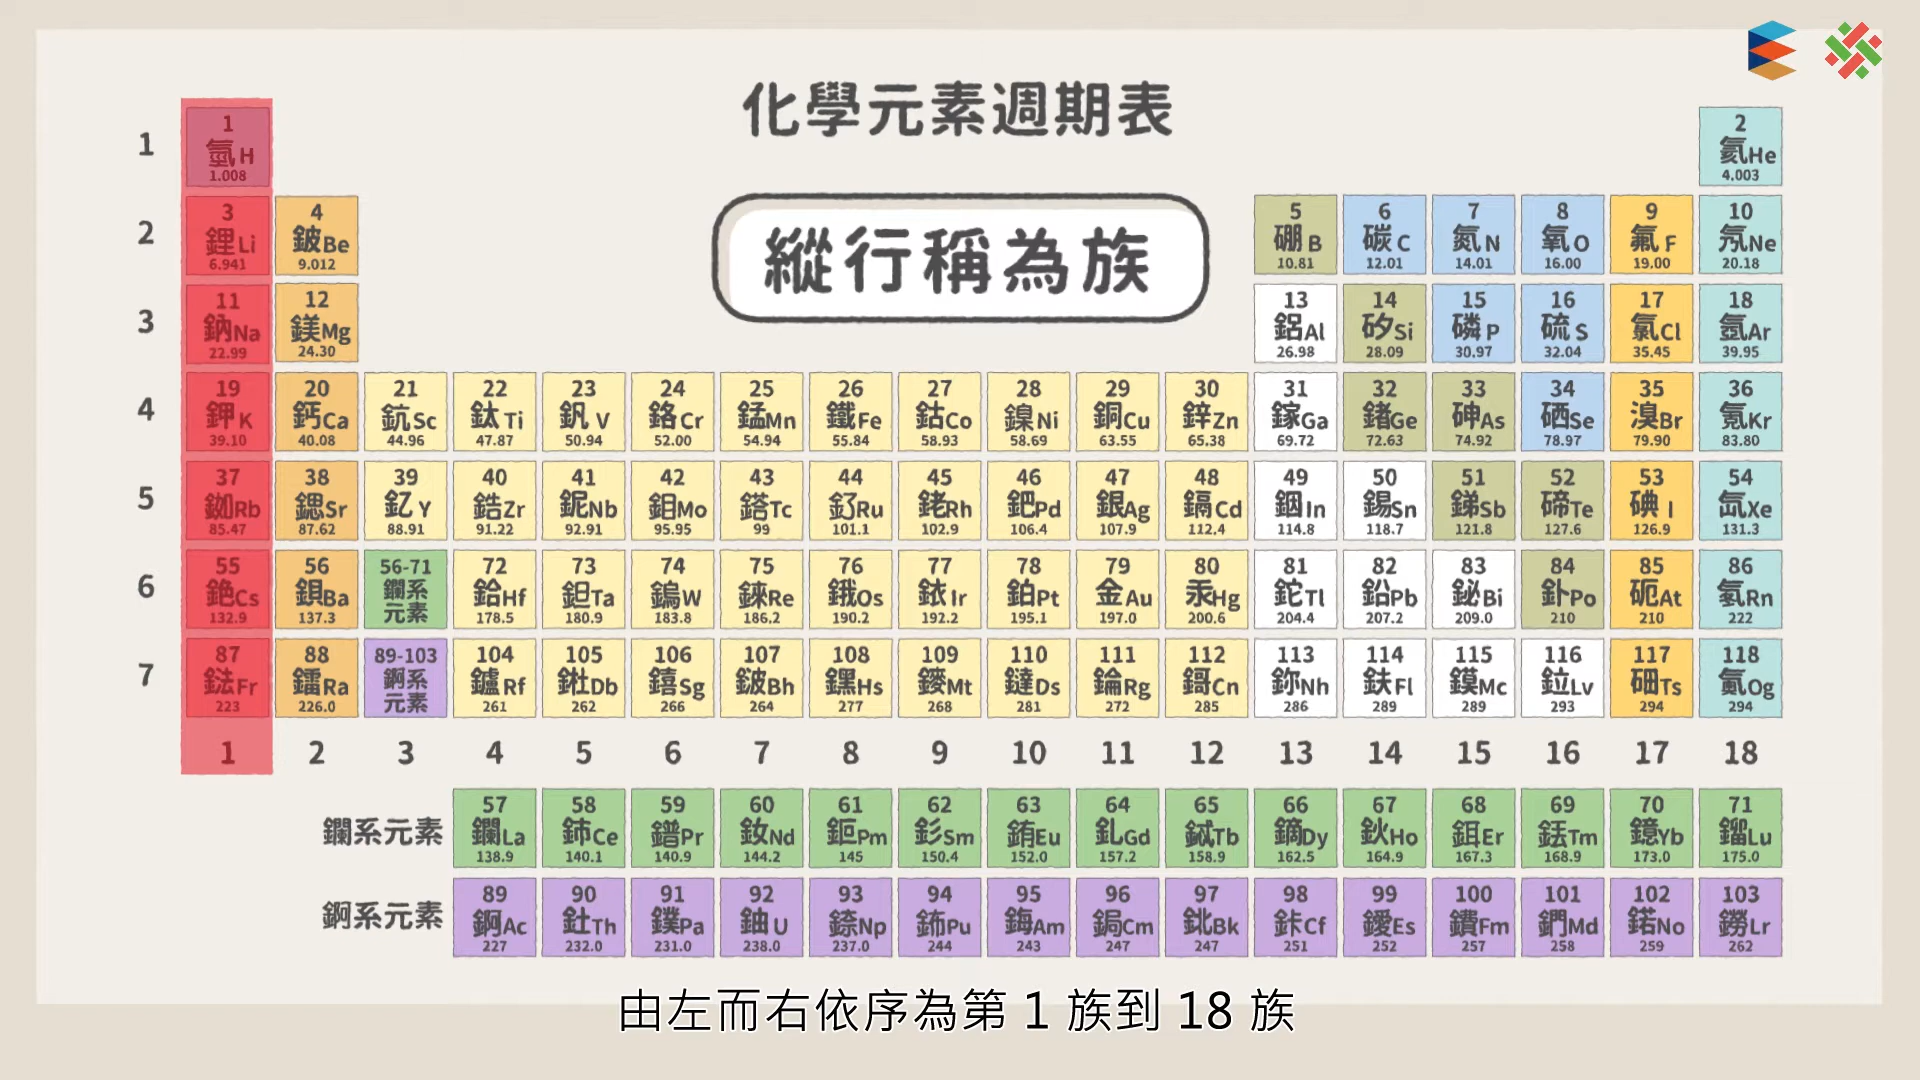 化學元素週期表
縱行稱為族
1 1 氫H 1.008 2 氦He 4.003
2 3 鋰Li 6.941 4 鈹Be 9.012 5 硼B 10.81 6 碳C 12.01 7 氮N 14.01 8 氧O 16.00 9 氟F 19.00 10 氖Ne 20.18
3 11 鈉Na 22.99 12 鎂Mg 24.30 13 鋁Al 26.98 14 矽Si 28.09 15 磷P 30.97 16 硫S 32.04 17 氯Cl 35.45 18 氬Ar 39.95
4 19 鉀K 39.10 20 鈣Ca 40.08 21 鈧Sc 44.96 22 鈦Ti 47.87 23 釩V 50.94 24 鉻Cr 52.00 25 錳Mn 54.94 26 鐵Fe 55.84 27 鈷Co 58.93 28 鎳Ni 58.69 29 銅Cu 63.55 30 鋅Zn 65.38 31 鎵Ga 69.72 32 鍺Ge 72.63 33 砷As 74.92 34 硒Se 78.97 35 溴Br 79.90 36 氪Kr 83.80
5 37 銣Rb 85.47 38 鍶Sr 87.62 39 釔Y 88.91 40 鋯Zr 91.22 41 鈮Nb 92.91 42 鉬Mo 95.95 43 鎝Tc 99 44 釕Ru 101.1 45 銠Rh 102.9 46 鈀Pd 106.4 47 銀Ag 107.9 48 鎘Cd 112.4 49 銦In 114.8 50 錫Sn 118.7 51 銻Sb 121.8 52 碲Te 127.6 53 碘I 126.9 54 氙Xe 131.3
6 55 銫Cs 132.9 56 鋇Ba 137.3 56-71 鑭系元素 72 鉿Hf 178.5 73 鉭Ta 180.9 74 鎢W 183.8 75 錸Re 186.2 76 鋨Os 190.2 77 銥Ir 192.2 78 鉑Pt 195.1 79 金Au 197.0 80 汞Hg 200.6 81 鉈Tl 204.4 82 鉛Pb 207.2 83 鉍Bi 209.0 84 釙Po 210 85 砈At 210 86 氡Rn 222
7 87 鍅Fr 223 88 鐳Ra 226.0 89-103 錒系元素 104 鑪Rf 261 105 𨧀Db 262 106 𨭎Sg 266 107 𨨏Bh 264 108 𨭆Hs 277 109 䥑Mt 268 110 鐽Ds 281 111 錀Rg 272 112 鎶Cn 285 113 鉨Nh 286 114 鈇Fl 289 115 鏌Mc 289 116 鉝Lv 293 117 鿬Ts 294 118 鿫Og 294
1 2 3 4 5 6 7 8 9 10 11 12 13 14 15 16 17 18
鑭系元素 57 鑭La 138.9 58 鈰Ce 140.1 59 鐠Pr 140.9 60 釹Nd 144.2 61 鉕Pm 145 62 釤Sm 150.4 63 銪Eu 152.0 64 釓Gd 157.2 65 鋱Tb 158.9 66 鏑Dy 162.5 67 鈥Ho 164.9 68 鉺Er 167.3 69 銩Tm 168.9 70 鐿Yb 173.0 71 鎦Lu 175.0
錒系元素 89 錒Ac 227 90 釷Th 232.0 91 鏷Pa 231.0 92 鈾U 238.0 93 錼Np 237.0 94 鈽Pu 244 95 鋂Am 243 96 鋦Cm 247 97 鉳Bk 247 98 鉲Cf 251 99 鑀Es 252 100 鐨Fm 257 101 鍆Md 258 102 鍩No 259 103 鐒Lr 262
由左而右依序為第 1 族到 18 族